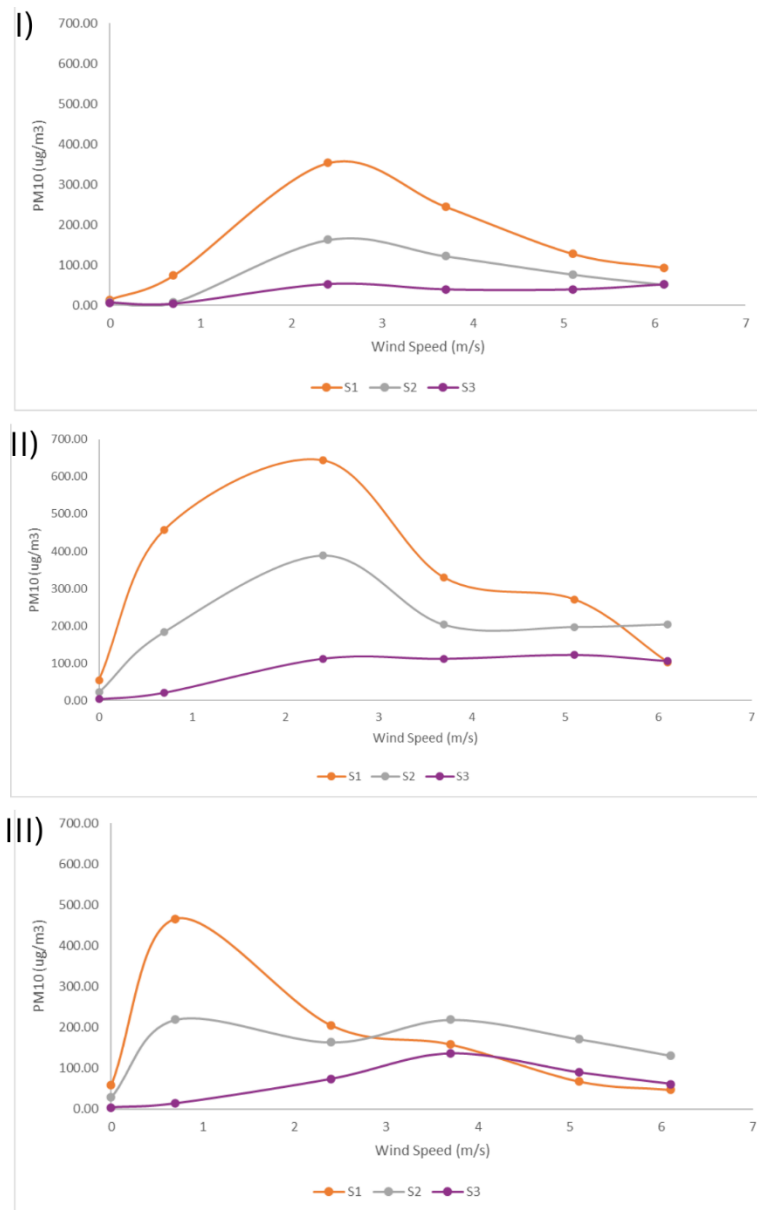 I)
700.00
600.00
500.00
400.00
300.00
200.00
100.00
0.00
PM10 (ug/m3)
0 1 2 3 4 5 6 7
Wind Speed (m/s)
S1 S2 S3
II)
700.00
600.00
500.00
400.00
300.00
200.00
100.00
0.00
PM10 (ug/m3)
0 1 2 3 4 5 6 7
Wind Speed (m/s)
S1 S2 S3
III)
700.00
600.00
500.00
400.00
300.00
200.00
100.00
0.00
PM10 (ug/m3)
0 1 2 3 4 5 6 7
Wind Speed (m/s)
S1 S2 S3